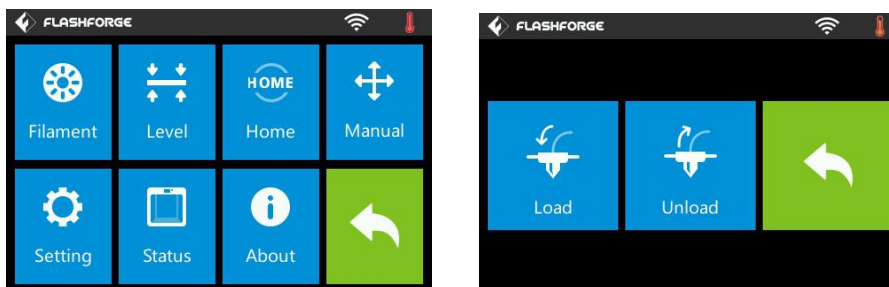 FLASHFORGE
Filament Level Home Manual
HOME
Setting Status About
FLASHFORGE
Load Unload